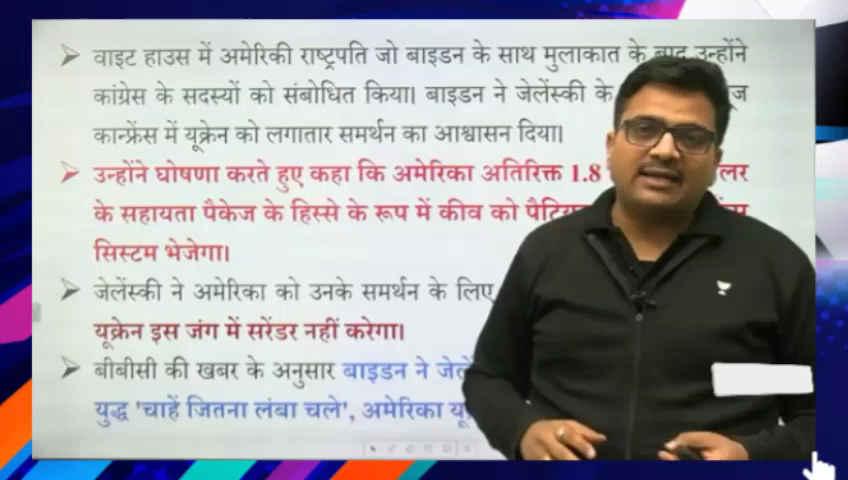 वाइट हाउस में अमेरिकी राष्ट्रपति जो बाइडन के साथ मुलाकात के बाद उन्होंने
कांग्रेस के सदस्यों को संबोधित किया। बाइडन ने जेलेंस्की के
कान्फ्रेंस में यूक्रेन को लगातार समर्थन का आश्वासन दिया।
उन्होंने घोषणा करते हुए कहा कि अमेरिका अतिरिक्त 1.8
के सहायता पैकेज के हिस्से के रूप में कीव को
सिस्टम भेजेगा।
जेलेंस्की ने अमेरिका को उनके समर्थन के लिए
यूक्रेन इस जंग में सरेंडर नहीं करेगा।
बीबीसी की खबर के अनुसार बाइडन ने
युद्ध 'चाहें जितना लंबा चले', अमेरिका